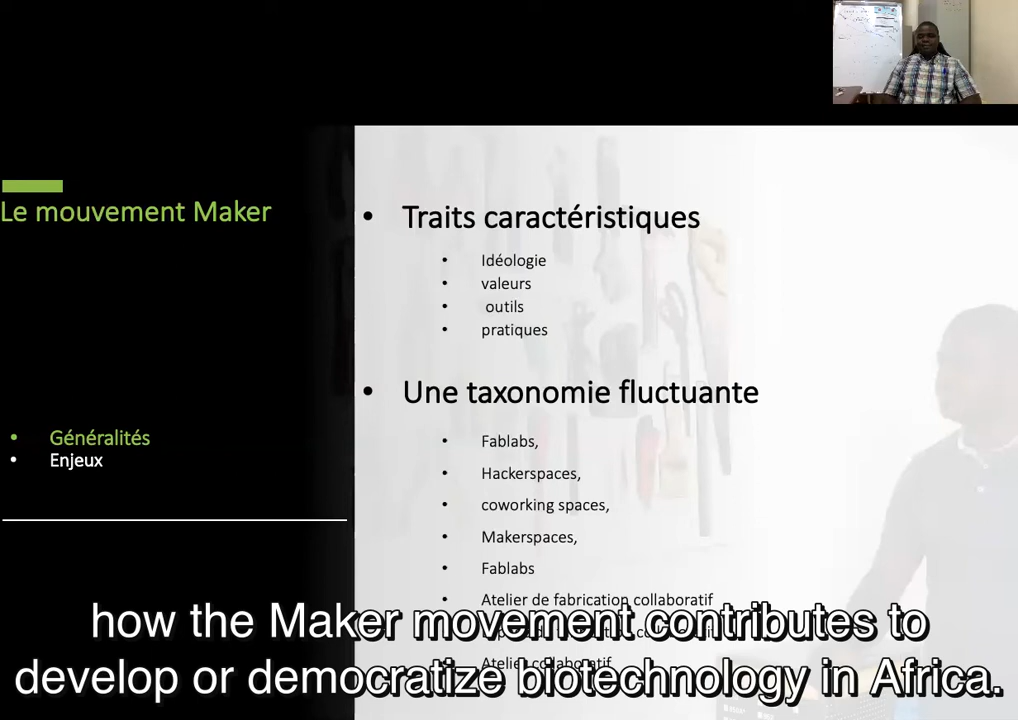 Le mouvement Maker
• Généralités
• Enjeux
• Traits caractéristiques
• Idéologie
• valeurs
• outils
• pratiques
• Une taxonomie fluctuante
• Fablabs,
• Hackerspaces,
• coworking spaces,
• Makerspaces,
• Fablabs
• Atelier de fabrication collaboratif
• Atelier collaboratif
how the Maker movement contributes to
develop or democratize biotechnology in Africa.